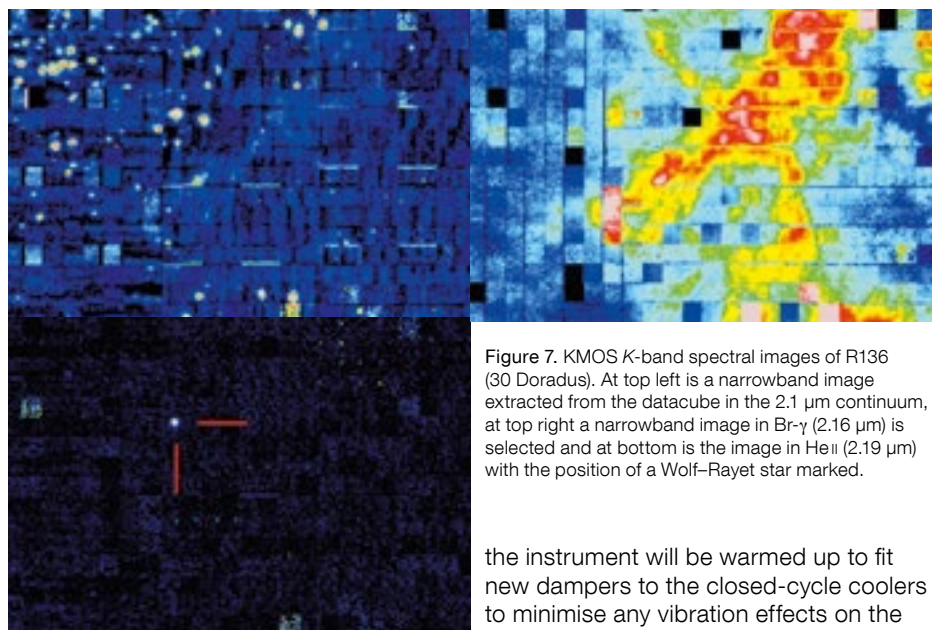 Figure 7. KMOS K-band spectral images of R136
(30 Doradus). At top left is a narrowband image
extracted from the datacube in the 2.1 µm continuum,
at top right a narrowband image in Br-γ (2.16 µm) is
selected and at bottom is the image in HeII (2.19 µm)
with the position of a Wolf–Rayet star marked.
the instrument will be warmed up to fit
new dampers to the closed-cycle coolers
to minimise any vibration effects on the